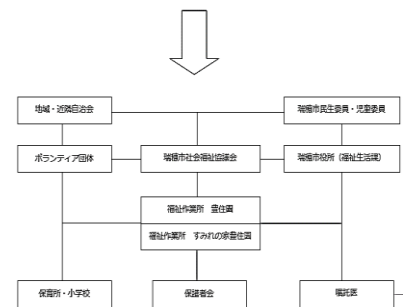 地域・近隣自治会
瑞穂市民生委員・児童委員
ボランティア団体
瑞穂市社会福祉協議会
瑞穂市役所（福祉生活課）
福祉作業所　豊住園
福祉作業所　すみれの家豊住園
保育所・小学校
保護者会
嘱託医